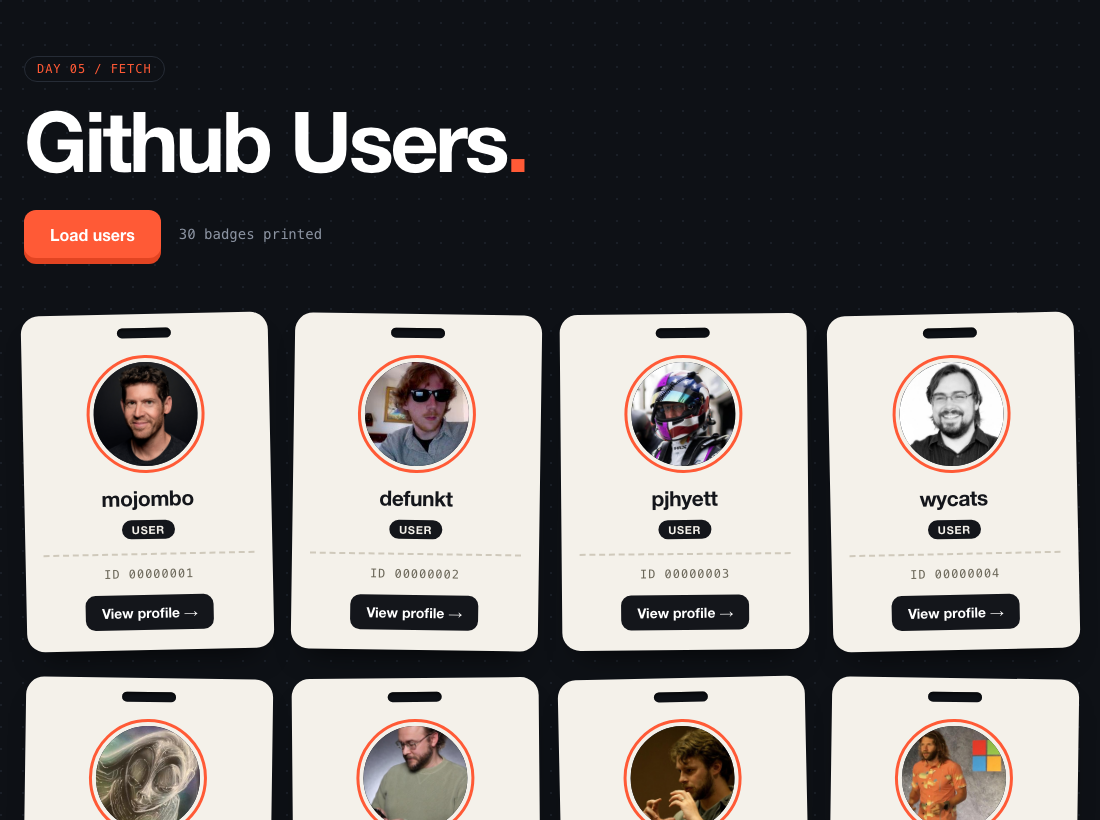 DAY 05 / FETCH
Github Users.
Load users
30 badges printed
mojombo
USER
ID 00000001
View profile →
defunkt
USER
ID 00000002
View profile →
pjhyett
USER
ID 00000003
View profile →
wycats
USER
ID 00000004
View profile →